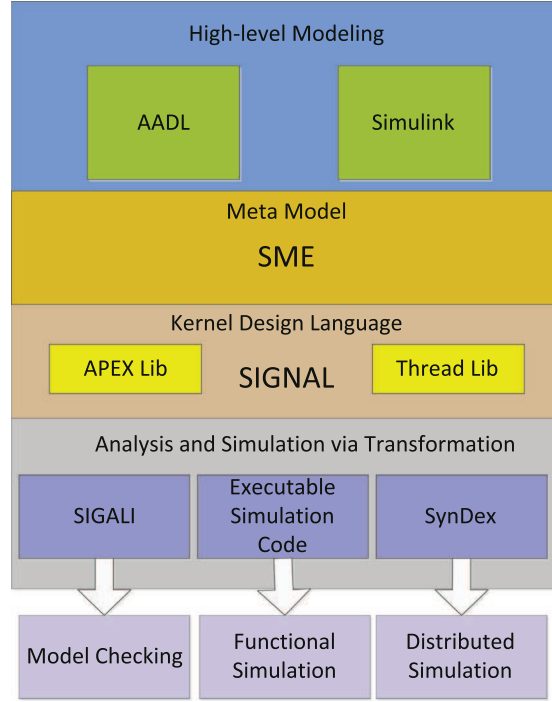 High-level Modeling
AADL
Simulink
Meta Model
SME
Kernel Design Language
APEX Lib
SIGNAL
Thread Lib
Analysis and Simulation via Transformation
SIGALI
Executable
Simulation
Code
SynDex
Model Checking
Functional
Simulation
Distributed
Simulation